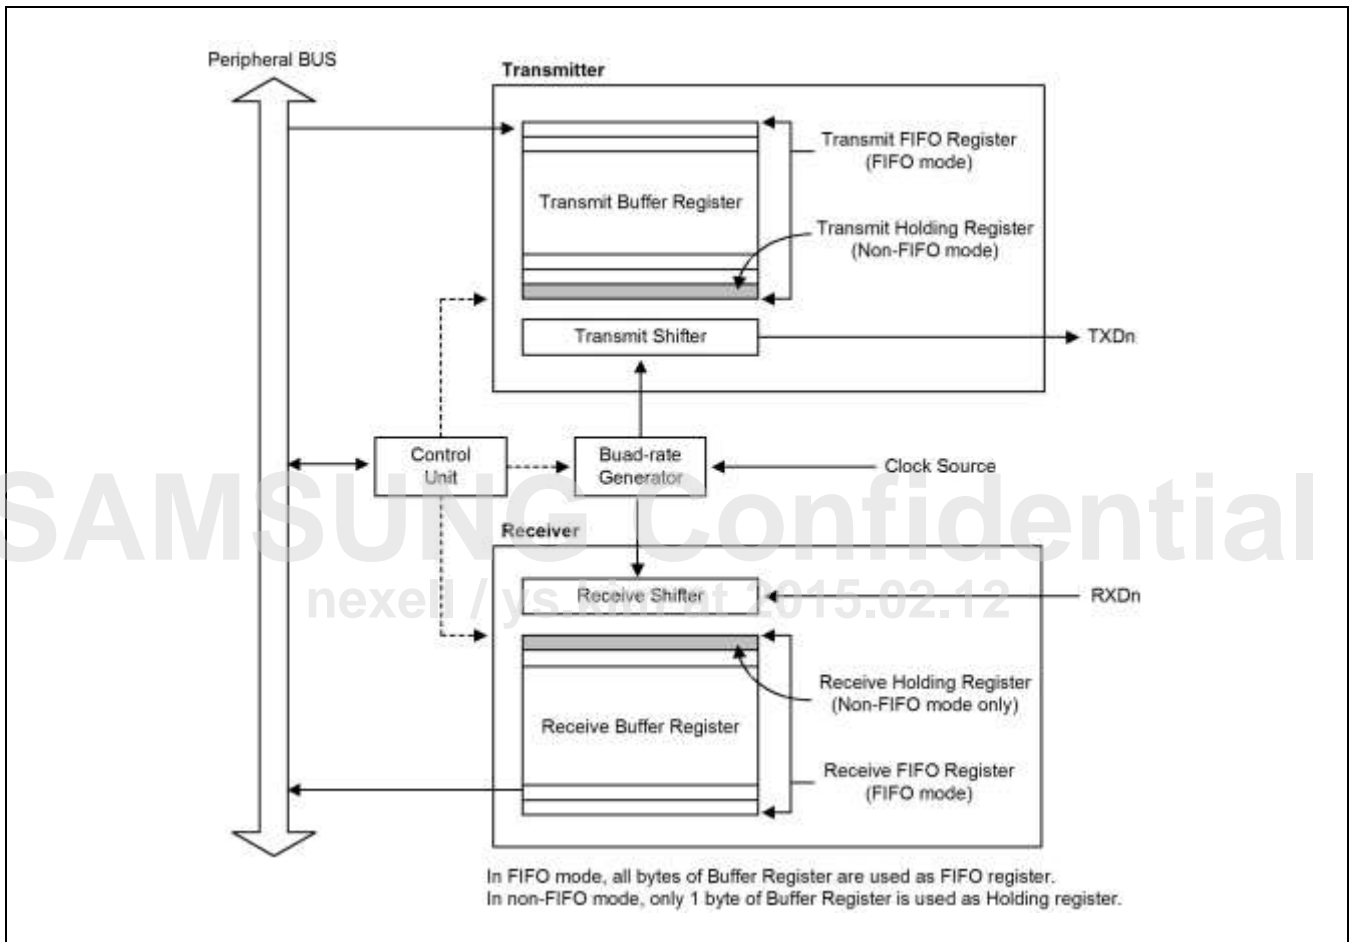 Peripheral BUS
Transmitter
Transmit FIFO Register
(FIFO mode)
Transmit Buffer Register
Transmit Holding Register
(Non-FIFO mode)
Transmit Shifter
TXDn
Control
Unit
Buad-rate
Generator
Clock Source
SAMSUNG Confidential
Receiver
nexell / ys.kim at 2015.02.12
Receive Shifter
RXDn
Receive Holding Register
(Non-FIFO mode only)
Receive Buffer Register
Receive FIFO Register
(FIFO mode)
In FIFO mode, all bytes of Buffer Register are used as FIFO register.
In non-FIFO mode, only 1 byte of Buffer Register is used as Holding register.